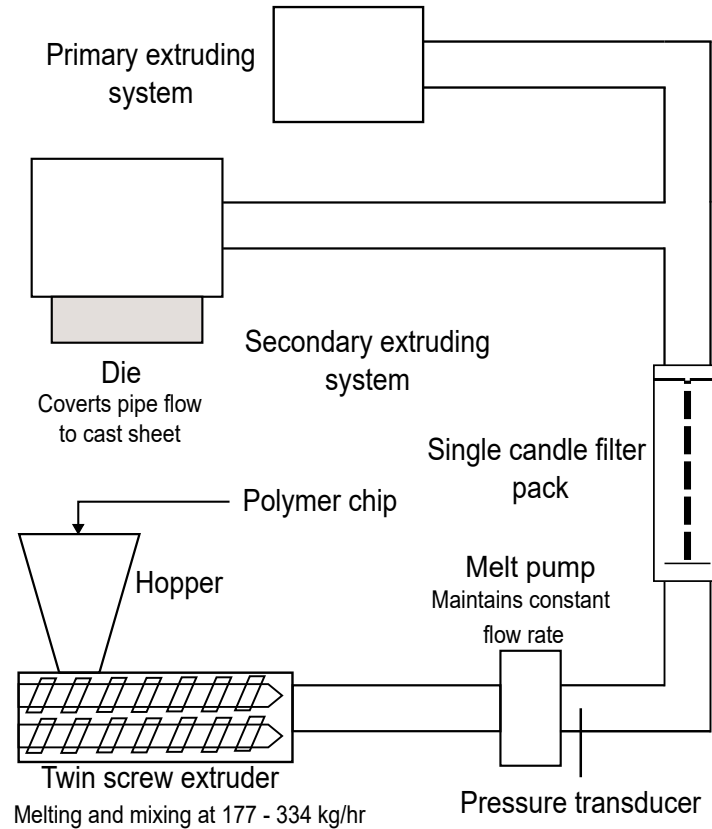 Primary extruding
system
Die
Coverts pipe flow
to cast sheet
Secondary extruding
system
Single candle filter
pack
Polymer chip
Hopper
Melt pump
Maintains constant
flow rate
Twin screw extruder
Melting and mixing at 177 - 334 kg/hr
Pressure transducer